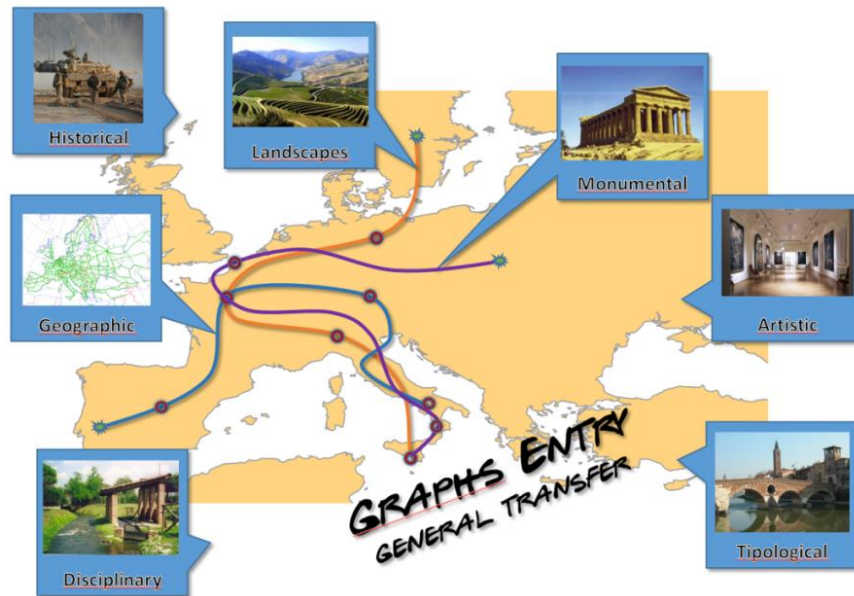 Historical
Landscapes
Monumental
Geographic
Artistic
GRAPHS ENTRY
GENERAL TRANSFER
Disciplinary
Tipological